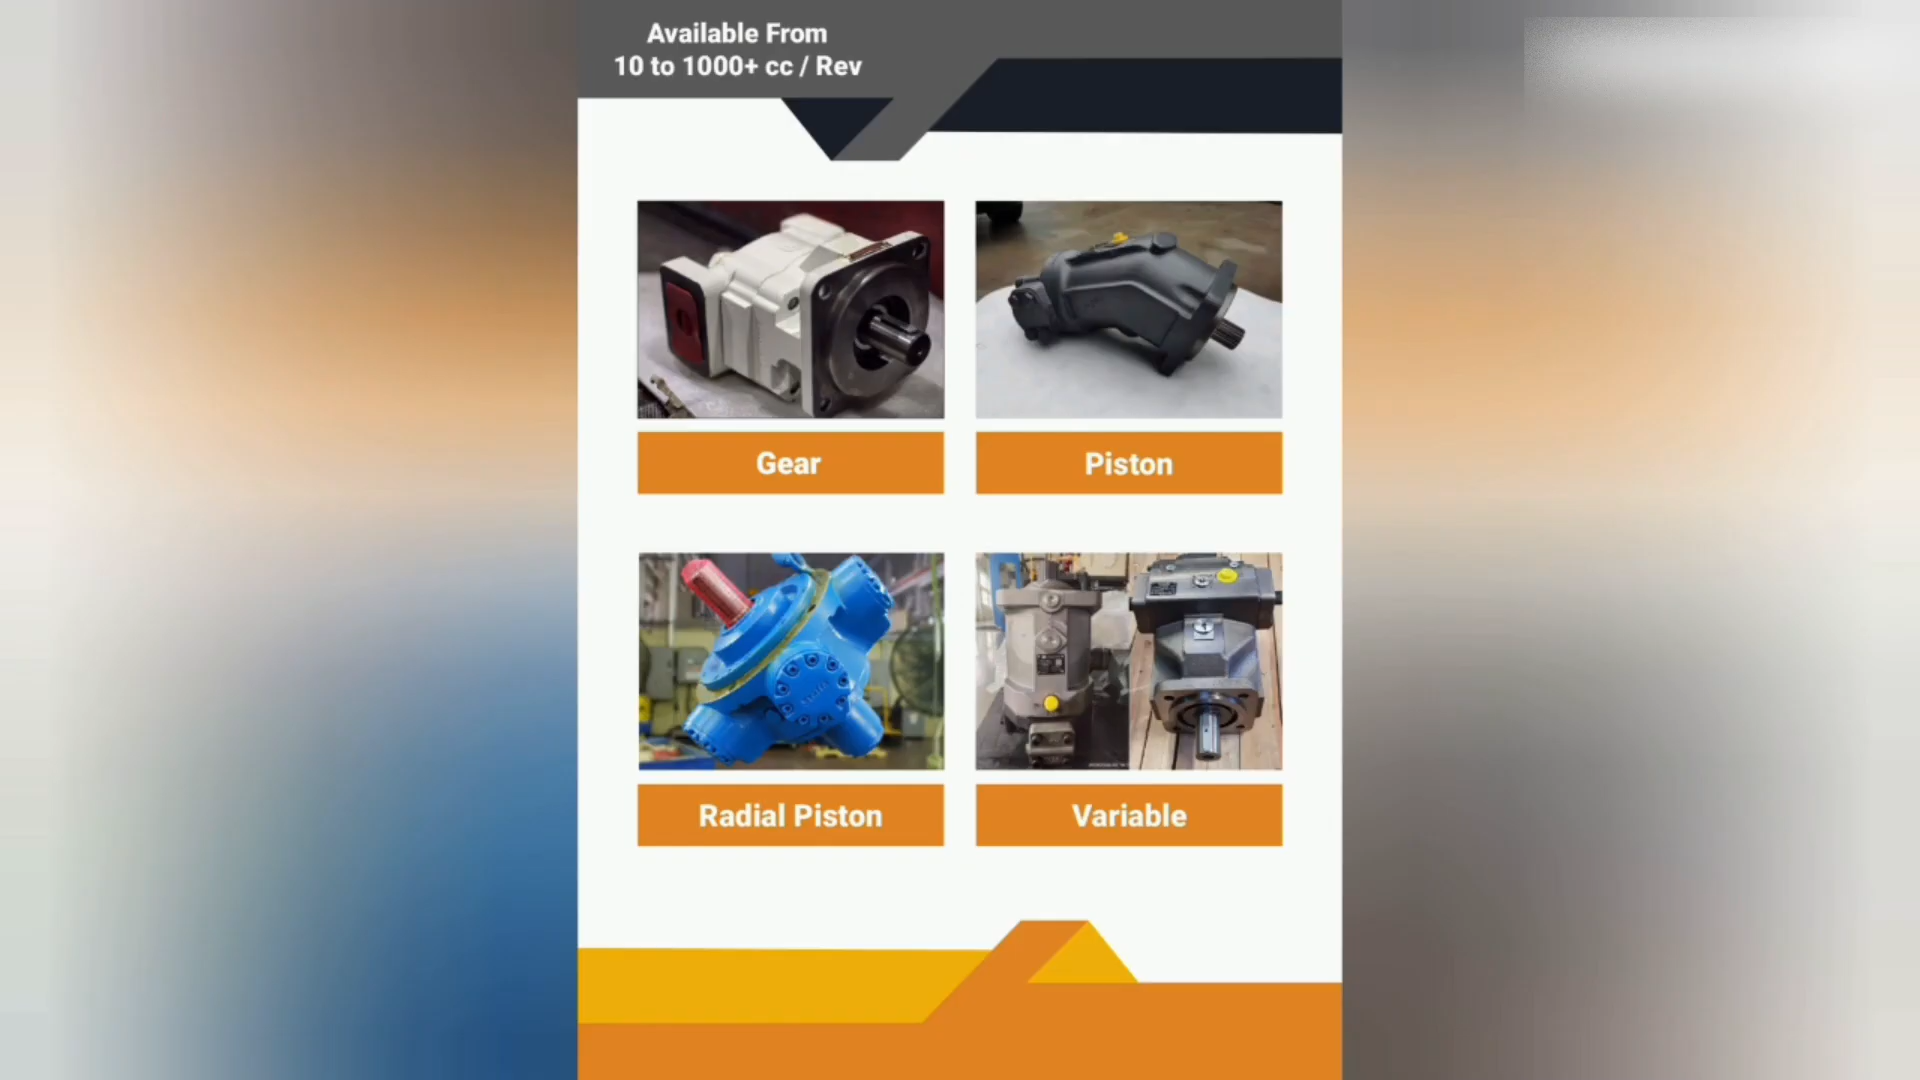 Available From
10 to 1000+ cc / Rev
Gear
Piston
Radial Piston
Variable